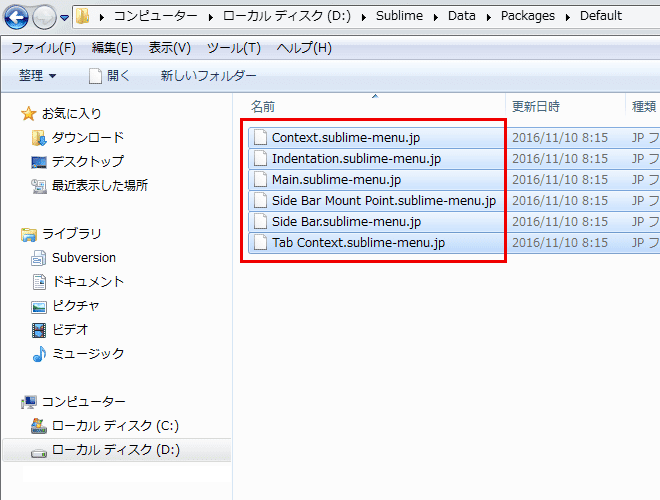 コンピューター ▸ ローカル ディスク (D:) ▸ Sublime ▸ Data ▸ Packages ▸ Default
ファイル(F) 編集(E) 表示(V) ツール(T) ヘルプ(H)
整理 開く 新しいフォルダー
名前 更新日時 種類
お気に入り
ダウンロード
デスクトップ
最近表示した場所
ライブラリ
Subversion
ドキュメント
ピクチャ
ビデオ
ミュージック
コンピューター
ローカル ディスク (C:)
ローカル ディスク (D:)
Context.sublime-menu.jp 2016/11/10 8:15 JP フ
Indentation.sublime-menu.jp 2016/11/10 8:15 JP フ
Main.sublime-menu.jp 2016/11/10 8:15 JP フ
Side Bar Mount Point.sublime-menu.jp 2016/11/10 8:15 JP フ
Side Bar.sublime-menu.jp 2016/11/10 8:15 JP フ
Tab Context.sublime-menu.jp 2016/11/10 8:15 JP フ